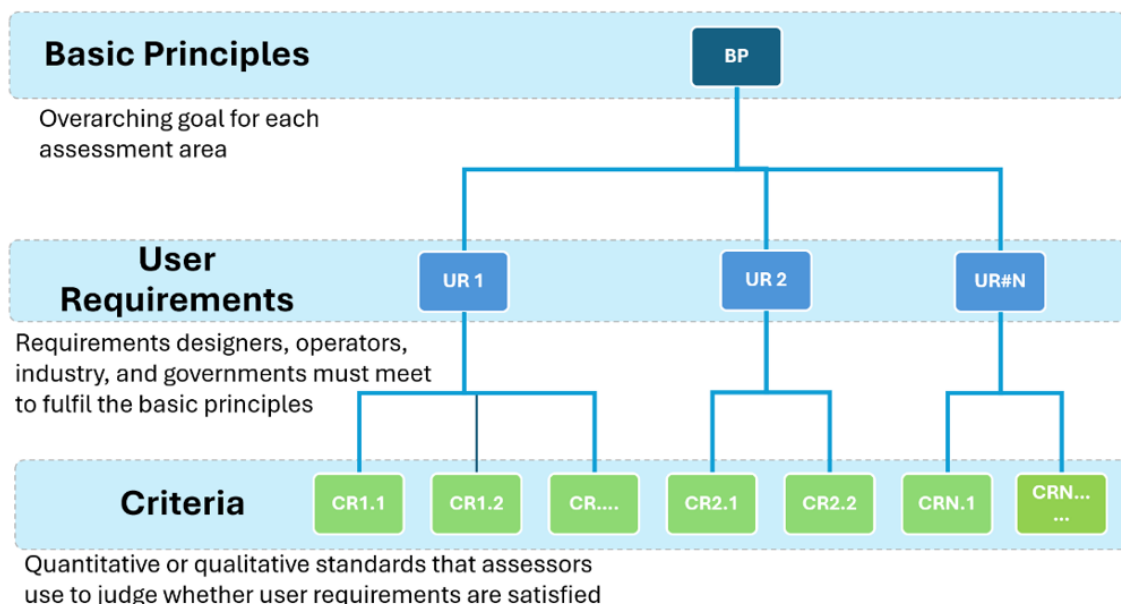 Basic Principles
BP
Overarching goal for each
assessment area
User
Requirements
UR 1
UR 2
UR#N
Requirements designers, operators,
industry, and governments must meet
to fulfil the basic principles
Criteria
CR1.1
CR1.2
CR....
CR2.1
CR2.2
CRN.1
CRN...
...
Quantitative or qualitative standards that assessors
use to judge whether user requirements are satisfied